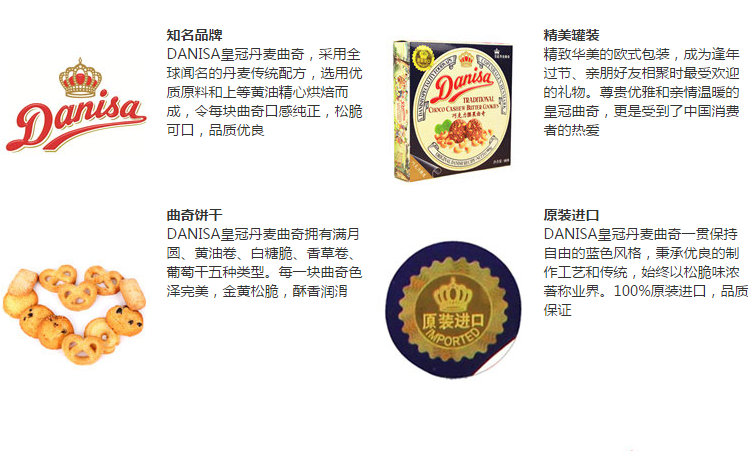 知名品牌
DANISA皇冠丹麦曲奇，采用全
球闻名的丹麦传统配方，选用优
质原料和上等黄油精心烘焙而
成，令每块曲奇口感纯正，松脆
可口，品质优良
Danisa
精美罐装
精致华美的欧式包装，成为逢年
过节、亲朋好友相聚时最受欢迎
的礼物。尊贵优雅和亲情温暖的
皇冠曲奇，更是受到了中国消费
者的热爱
Danisa
TRADITIONAL
CHOCO CASHEW BUTTER COOKIES
巧克力腰果曲奇
曲奇饼干
DANISA皇冠丹麦曲奇拥有满月
圆、黄油卷、白糖脆、香草卷、
葡萄干五种类型。每一块曲奇色
泽完美，金黄松脆，酥香润滑
原装进口
DANISA皇冠丹麦曲奇一贯保持
自由的蓝色风格，秉承优良的制
作工艺和传统，始终以松脆味浓
著称业界。100%原装进口，品质
保证
原装进口
IMPORTED